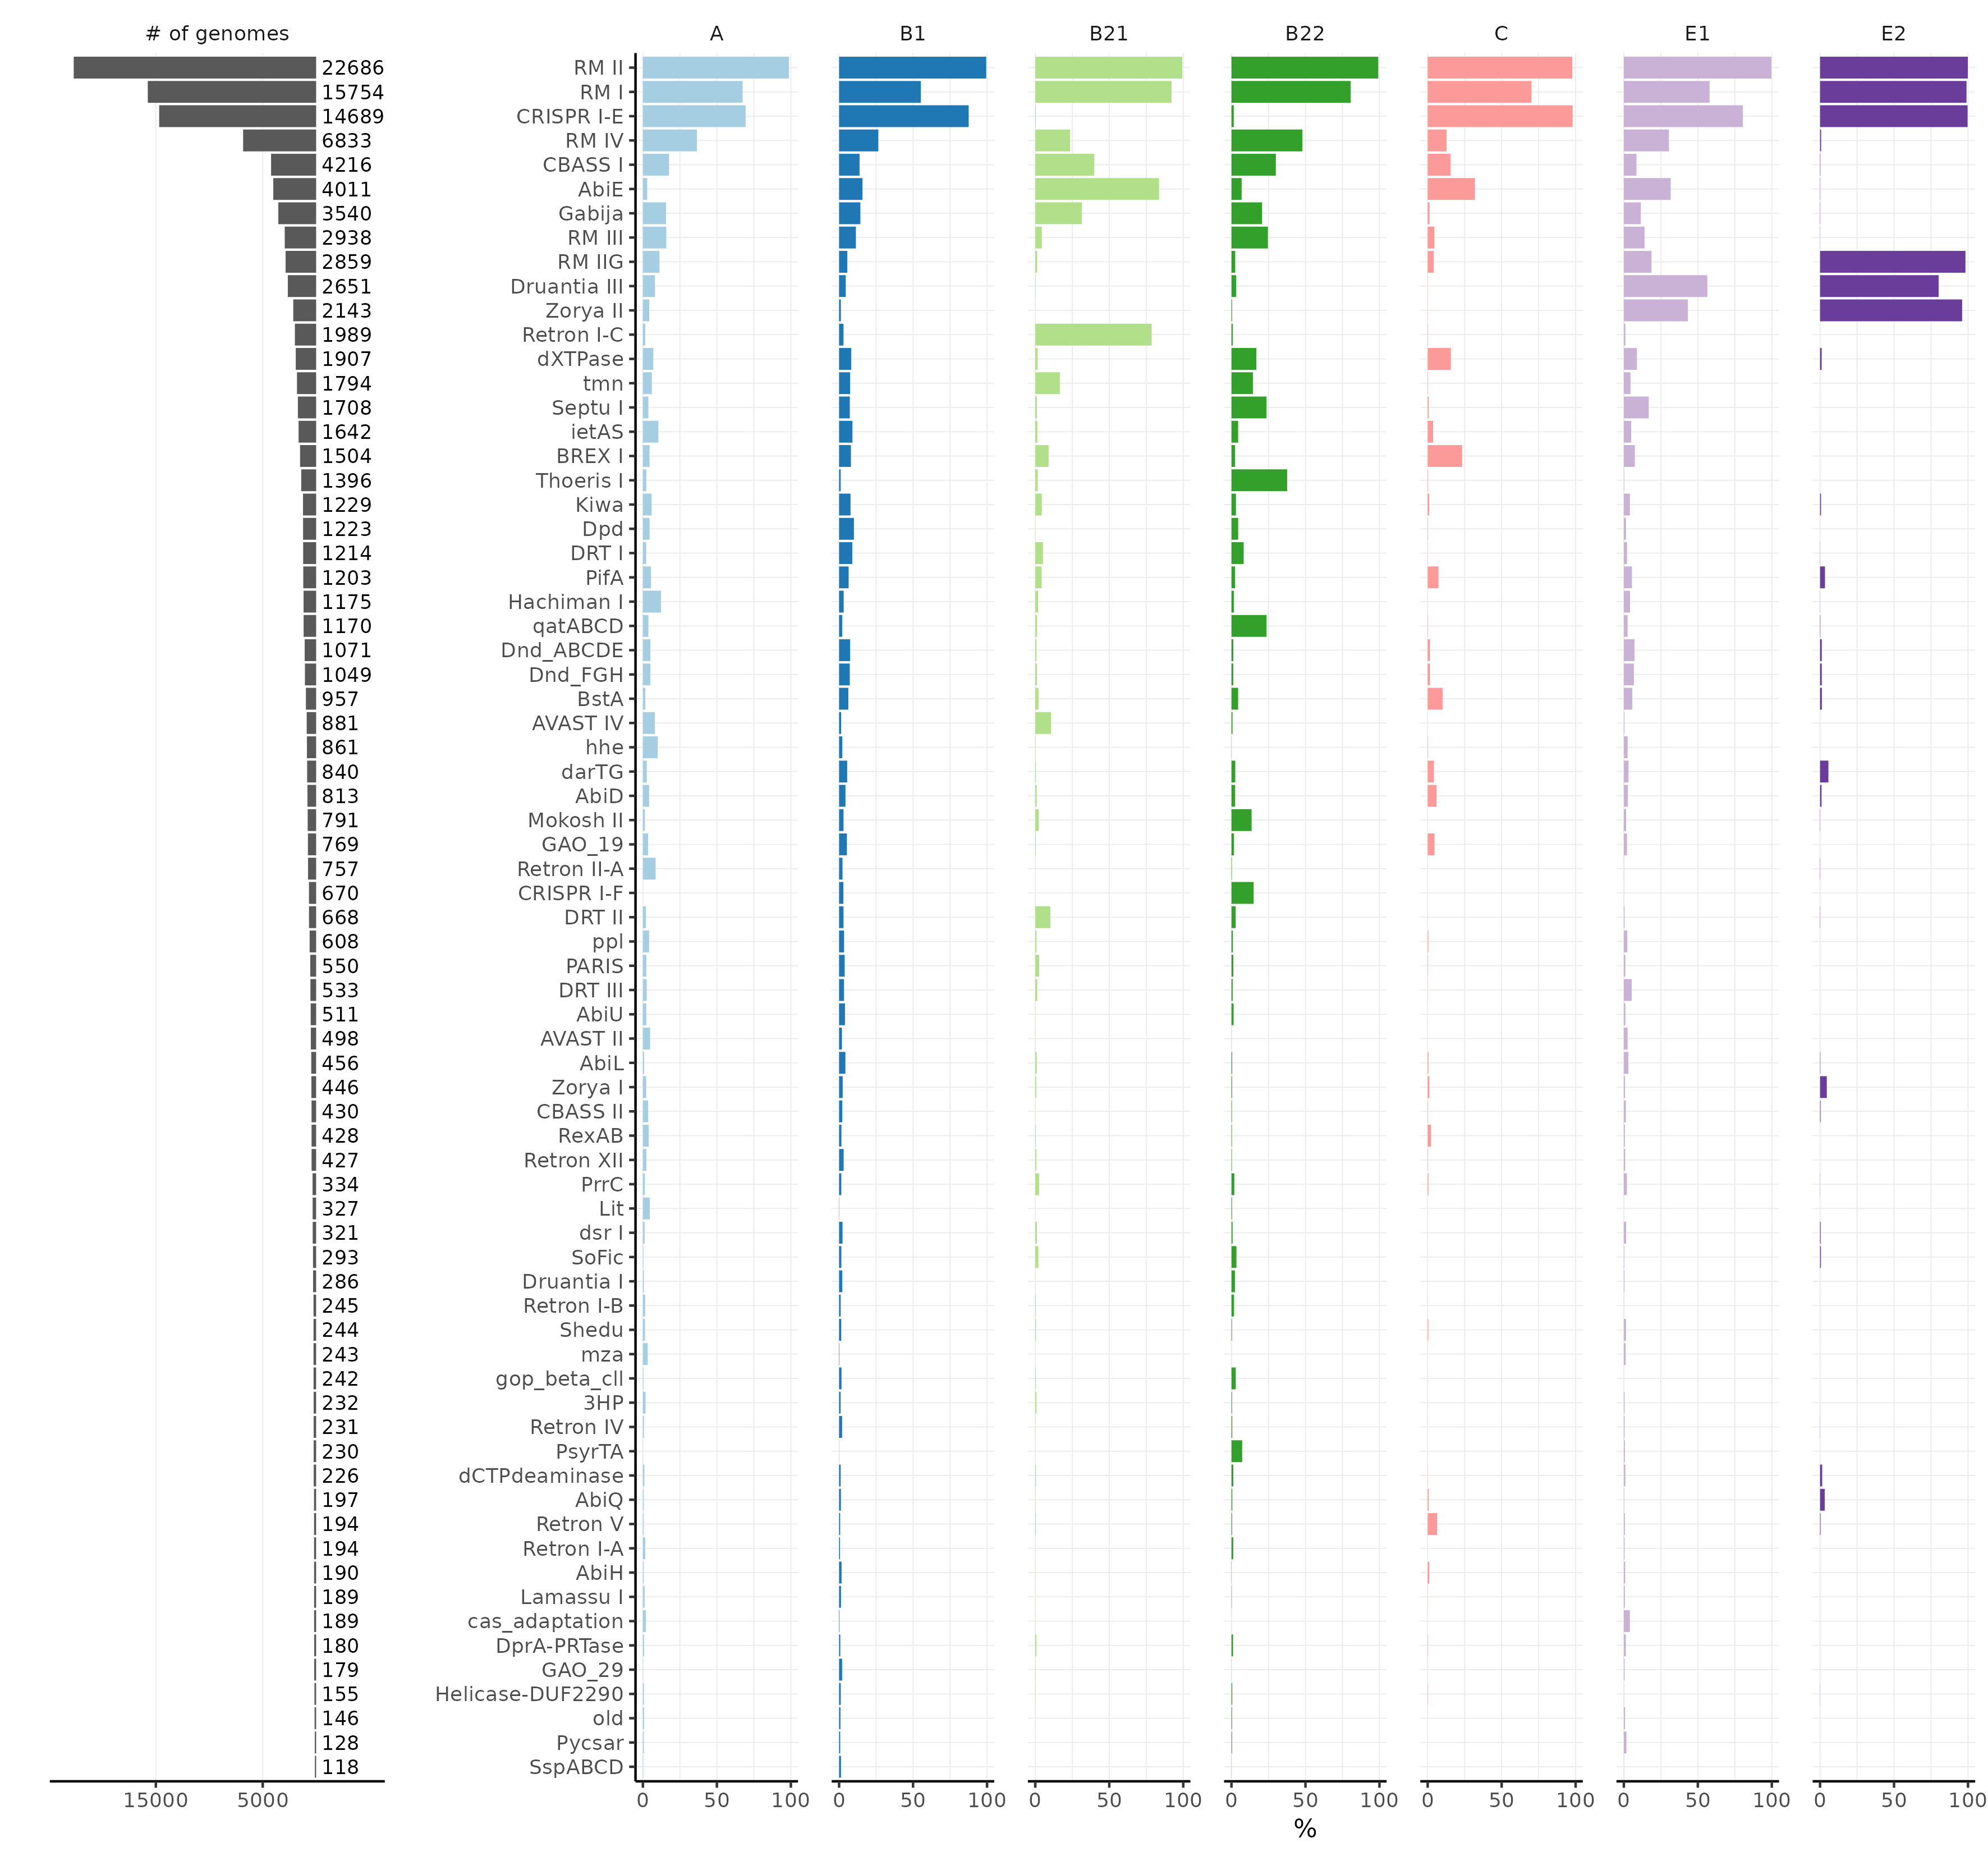 # of genomes A B1 B21 B22 C E1 E2
22686 RM II
15754 RM I
14689 CRISPR I-E
6833 RM IV
4216 CBASS I
4011 AbiE
3540 Gabija
2938 RM III
2859 RM IIG
2651 Druantia III
2143 Zorya II
1989 Retron I-C
1907 dXTPase
1794 tmn
1708 Septu I
1642 ietAS
1504 BREX I
1396 Thoeris I
1229 Kiwa
1223 Dpd
1214 DRT I
1203 PifA
1175 Hachiman I
1170 qatABCD
1071 Dnd_ABCDE
1049 Dnd_FGH
957 BstA
881 AVAST IV
861 hhe
840 darTG
813 AbiD
791 Mokosh II
769 GAO_19
757 Retron II-A
670 CRISPR I-F
668 DRT II
608 ppl
550 PARIS
533 DRT III
511 AbiU
498 AVAST II
456 AbiL
446 Zorya I
430 CBASS II
428 RexAB
427 Retron XII
334 PrrC
327 Lit
321 dsr I
293 SoFic
286 Druantia I
245 Retron I-B
244 Shedu
243 mza
242 gop_beta_cll
232 3HP
231 Retron IV
230 PsyrTA
226 dCTPdeaminase
197 AbiQ
194 Retron V
194 Retron I-A
190 AbiH
189 Lamassu I
189 cas_adaptation
180 DprA-PRTase
179 GAO_29
155 Helicase-DUF2290
146 old
128 Pycsar
118 SspABCD
15000 5000 0 50 100 0 50 100 0 50 100 0 50 100 0 50 100 0 50 100 0 50 100
%